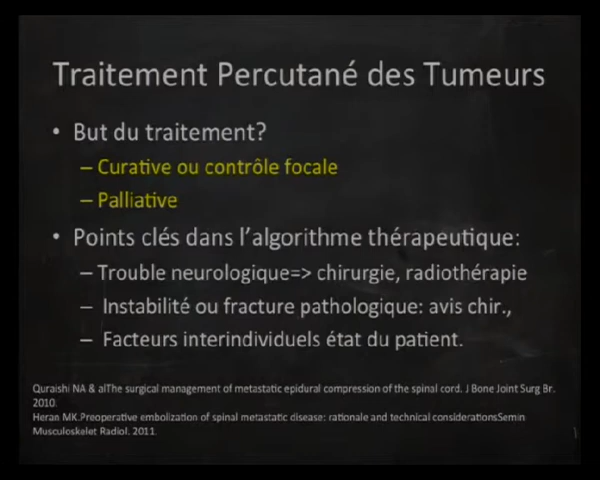 Traitement Percutané des Tumeurs
• But du traitement?
– Curative ou contrôle focale
– Palliative
• Points clés dans l'algorithme thérapeutique:
– Trouble neurologique=> chirurgie, radiothérapie
– Instabilité ou fracture pathologique: avis chir.,
– Facteurs interindividuels état du patient.
Quraishi NA & alThe surgical management of metastatic epidural compression of the spinal cord. J Bone Joint Surg Br.
2010.
Heran MK.Preoperative embolization of spinal metastatic disease: rationale and technical considerationsSemin
Musculoskelet Radiol. 2011.